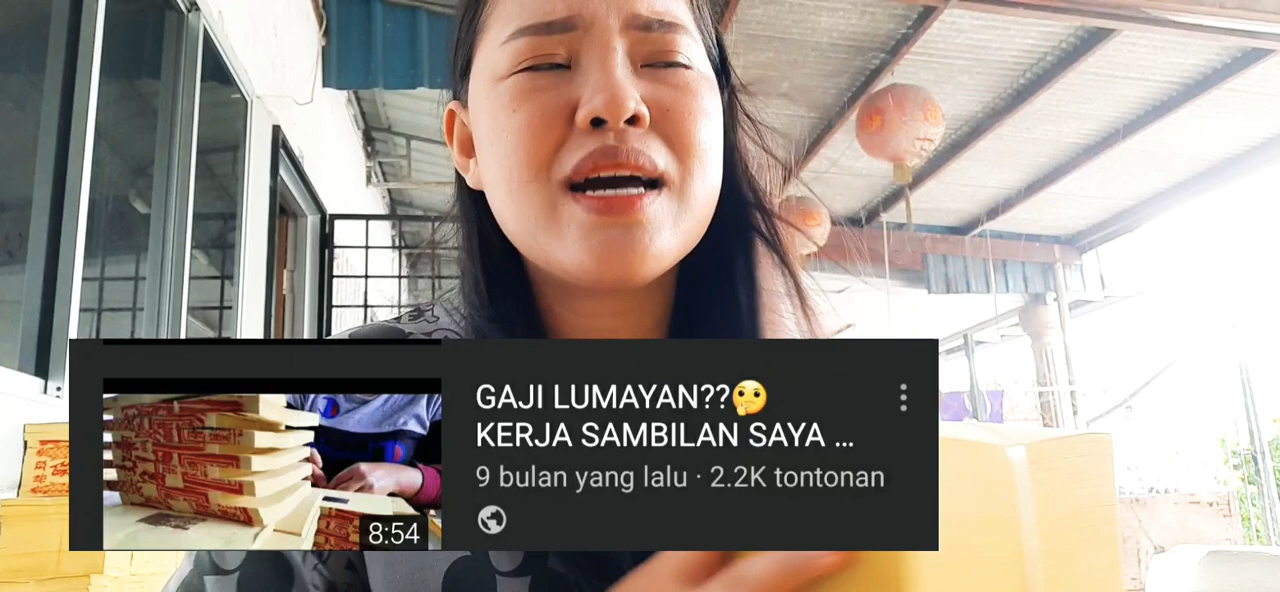 GAJI LUMAYAN??🤔
KERJA SAMBILAN SAYA ...
9 bulan yang lalu · 2.2K tontonan
8:54